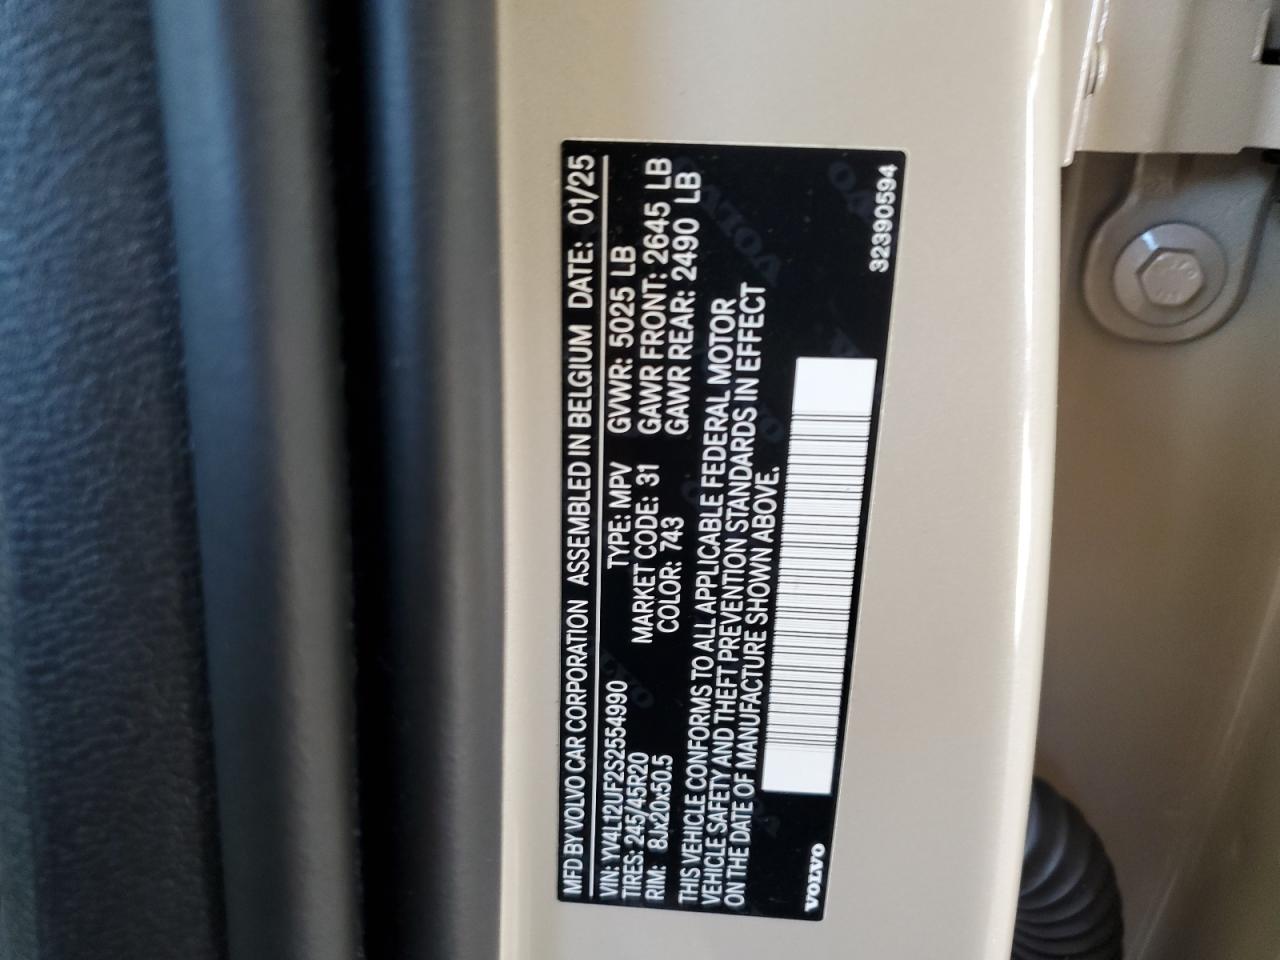 MFD BY VOLVO CAR CORPORATION ASSEMBLED IN BELGIUM DATE: 01/25
VIN: YV4L12UF2S2554990 TYPE: MPV GVWR: 5025 LB
TIRES: 245/45R20 MARKET CODE: 31 GAWR FRONT: 2645 LB
RIM: 8Jx20x50.5 COLOR: 743 GAWR REAR: 2490 LB
THIS VEHICLE CONFORMS TO ALL APPLICABLE FEDERAL MOTOR
VEHICLE SAFETY AND THEFT PREVENTION STANDARDS IN EFFECT
ON THE DATE OF MANUFACTURE SHOWN ABOVE.
VOLVO 32390594